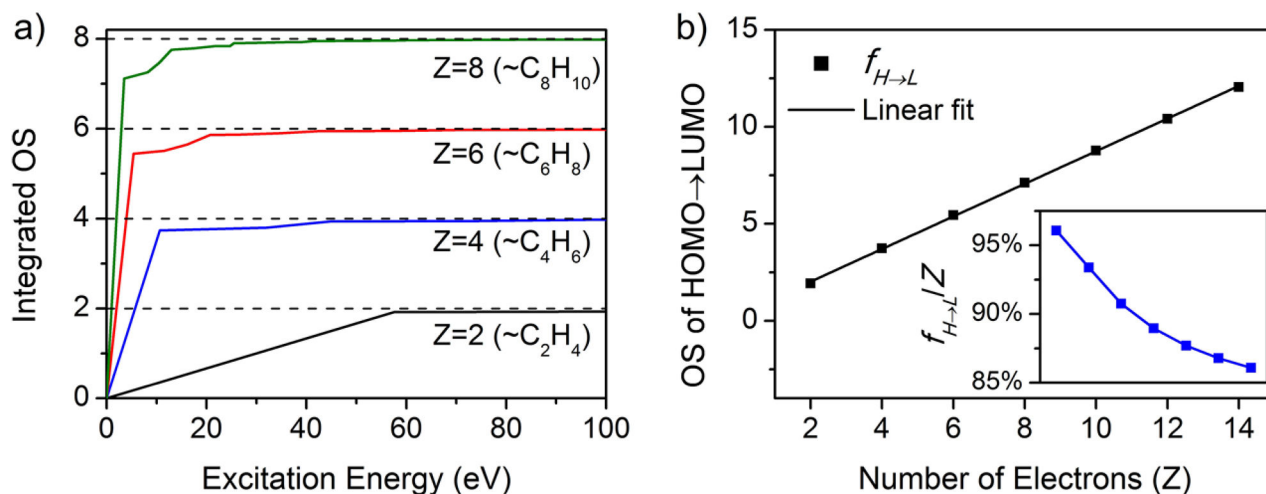 a)
8
6
4
2
0
Integrated OS
Z=8 (~C₈H₁₀)
Z=6 (~C₆H₈)
Z=4 (~C₄H₆)
Z=2 (~C₂H₄)
0 20 40 60 80 100
Excitation Energy (eV)
b)
15
10
5
0
OS of HOMO→LUMO
f_H→L
Linear fit
95%
90%
85%
f_H→L/Z
2 4 6 8 10 12 14
Number of Electrons (Z)